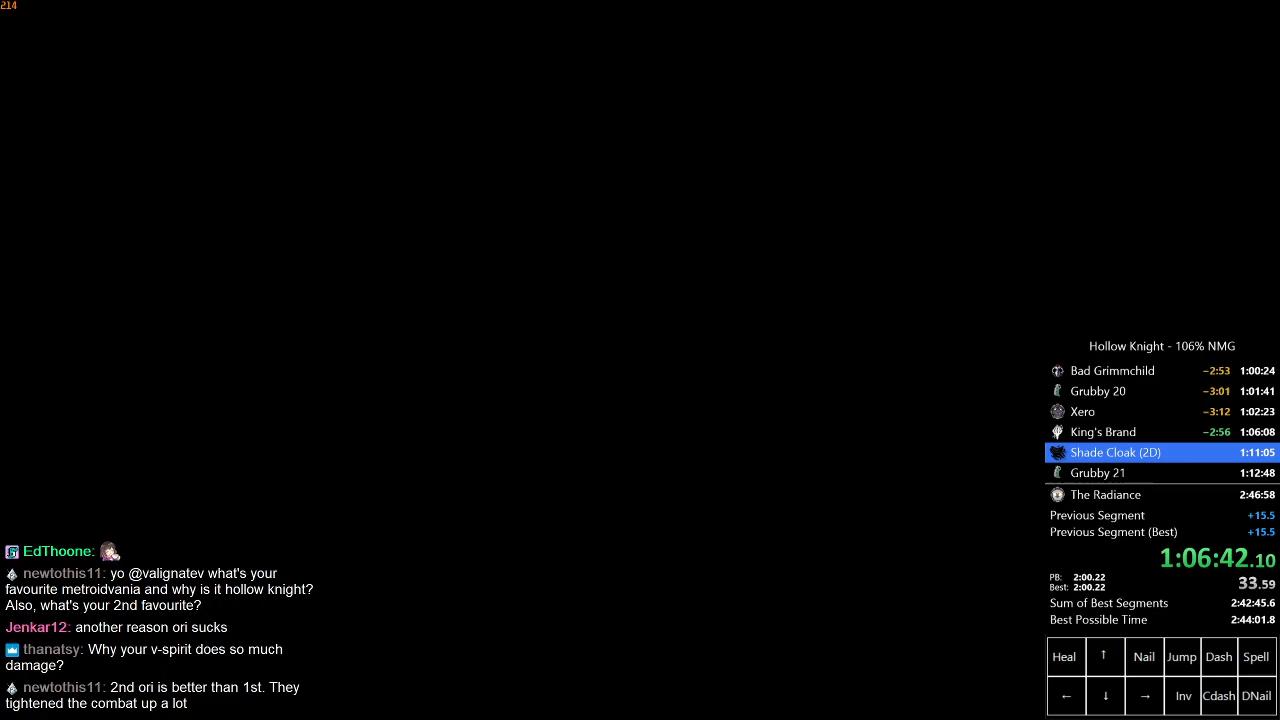 214
Hollow Knight - 106% NMG
Bad Grimmchild −2:53 1:00:24
Grubby 20 −3:01 1:01:41
Xero −3:12 1:02:23
King's Brand −2:56 1:06:08
Shade Cloak (2D) 1:11:05
Grubby 21 1:12:48
The Radiance 2:46:58
Previous Segment +15.5
Previous Segment (Best) +15.5
1:06:42.10
PB: 2:00.22
Best: 2:00.22
33.59
Sum of Best Segments 2:42:45.6
Best Possible Time 2:44:01.8
Heal ↑ Nail Jump Dash Spell
← ↓ → Inv Cdash DNail
EdThoone:
newtothis11: yo @valignatev what's your
favourite metroidvania and why is it hollow knight?
Also, what's your 2nd favourite?
Jenkar12: another reason ori sucks
thanatsy: Why your v-spirit does so much
damage?
newtothis11: 2nd ori is better than 1st. They
tightened the combat up a lot